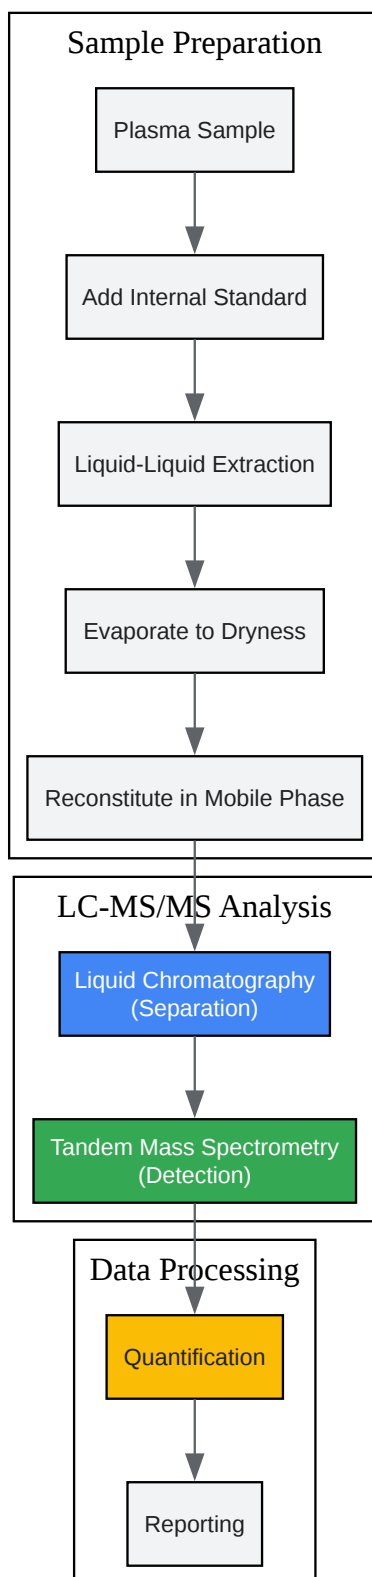 Sample Preparation
Plasma Sample
Add Internal Standard
Liquid-Liquid Extraction
Evaporate to Dryness
Reconstitute in Mobile Phase
LC-MS/MS Analysis
Liquid Chromatography
(Separation)
Tandem Mass Spectrometry
(Detection)
Data Processing
Quantification
Reporting